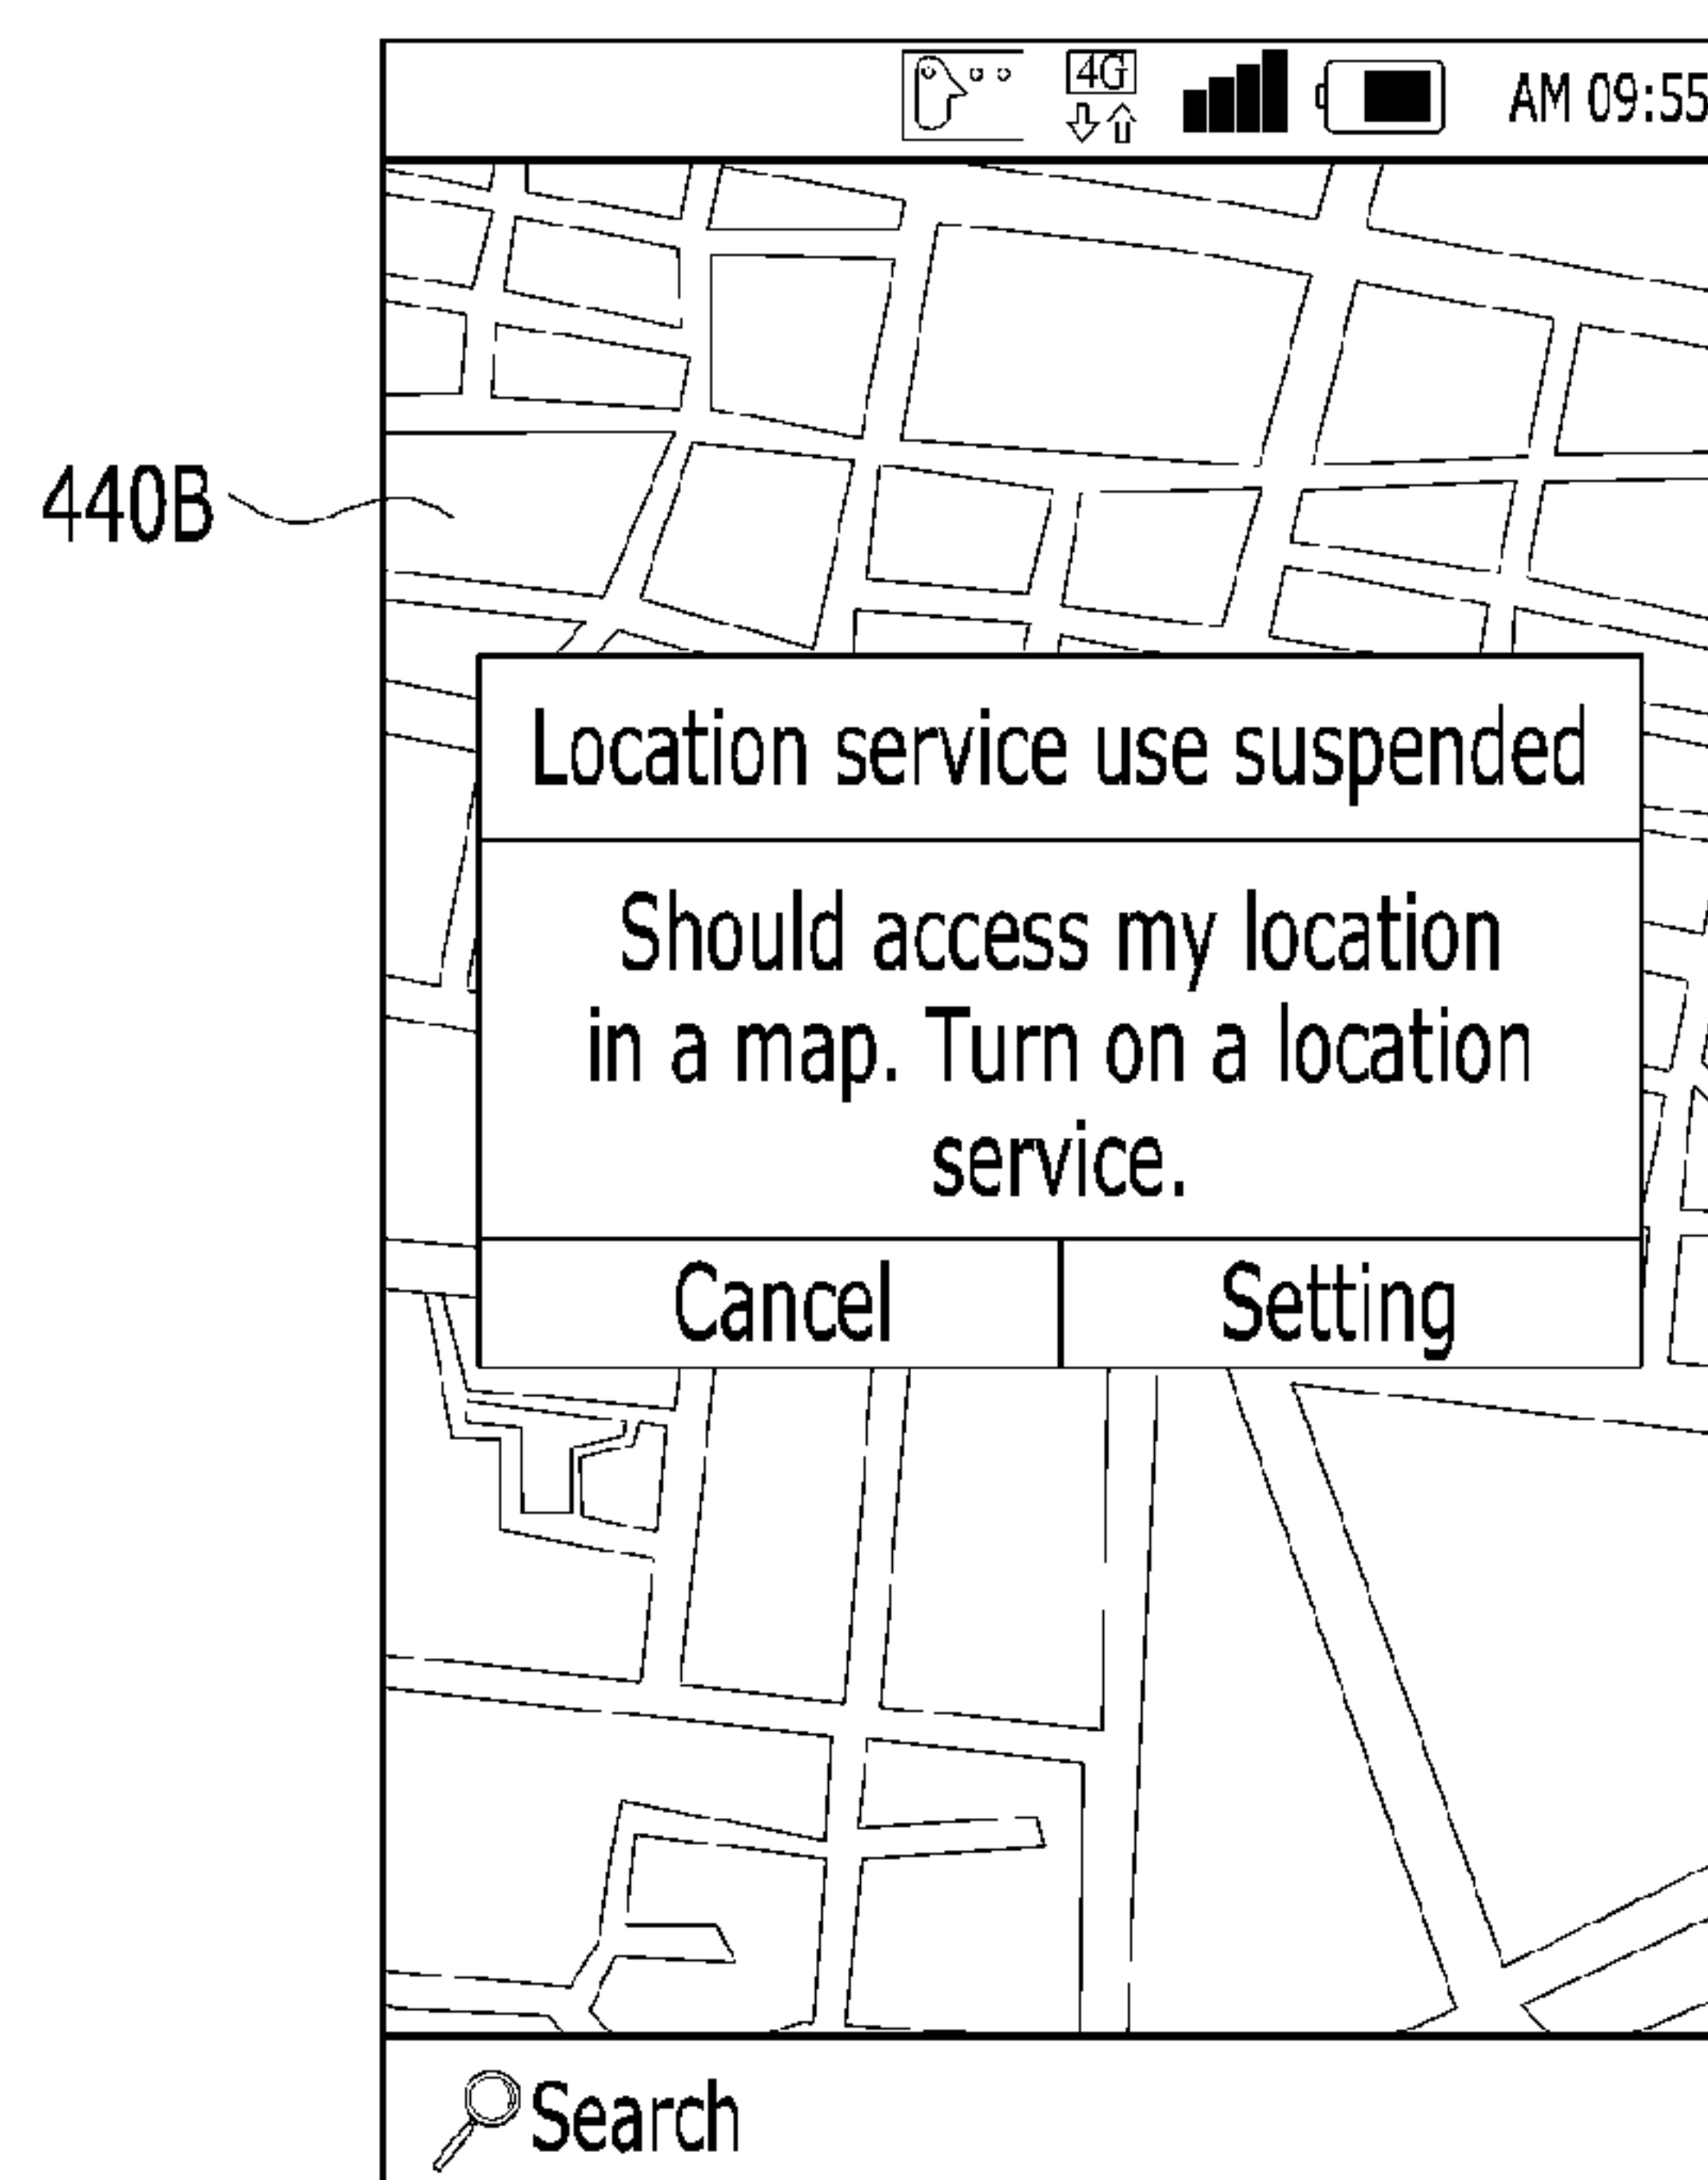 4G
AM 09:55
440B
Location service use suspended
Should access my location
in a map. Turn on a location
service.
Cancel Setting
Search